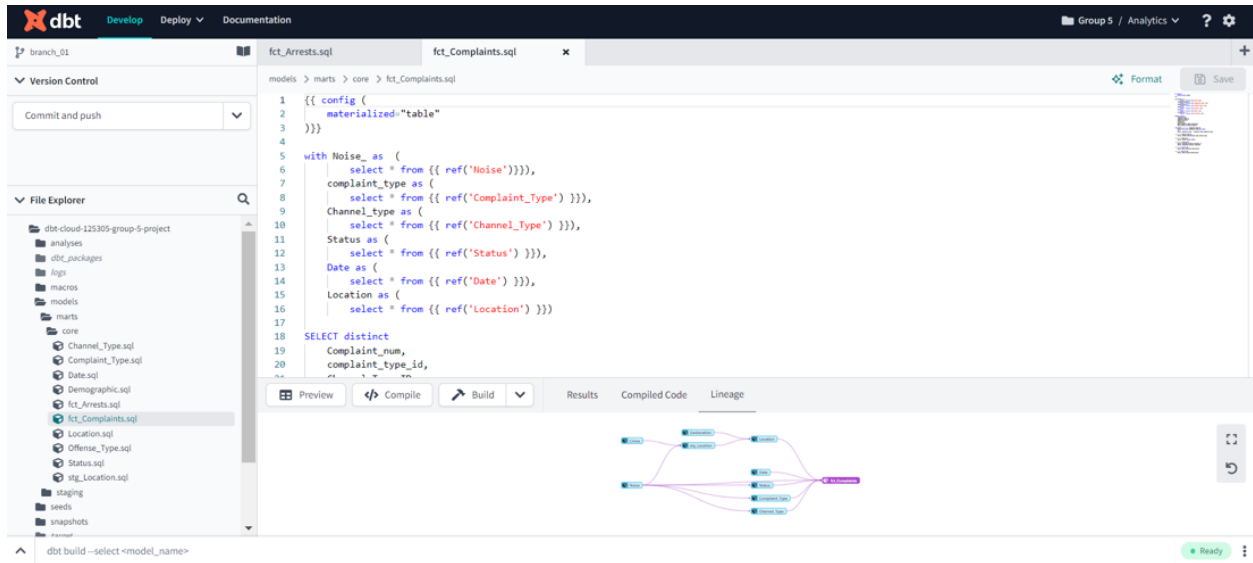 dbt Develop Deploy Documentation Group 5 / Analytics ?
branch_01
Version Control
Commit and push
File Explorer
dbt-cloud-125305-group-5-project
analyses
dbt_packages
logs
macros
models
marts
core
Channel_Type.sql
Complaint_Type.sql
Date.sql
Demographic.sql
fct_Arrests.sql
fct_Complaints.sql
Location.sql
Offense_Type.sql
Status.sql
stg_Location.sql
staging
seeds
snapshots
fct_Arrests.sql fct_Complaints.sql x +
models > marts > core > fct_Complaints.sql Format Save
1 {{ config (
2 materialized="table"
3 )}}
4
5 with Noise_ as (
6 select * from {{ ref('Noise')}}),
7 complaint_type as (
8 select * from {{ ref('Complaint_Type') }}),
9 Channel_type as (
10 select * from {{ ref('Channel_Type') }}),
11 Status as (
12 select * from {{ ref('Status') }}),
13 Date as (
14 select * from {{ ref('Date') }}),
15 Location as (
16 select * from {{ ref('Location') }})
17
18 SELECT distinct
19 Complaint_num,
20 complaint_type_id,
Preview </> Compile Build Results Compiled Code Lineage
stg_Location
Location
Date
Noise
Status
fct_Complaints
Complaint_Type
Channel_Type
dbt build --select <model_name> Ready